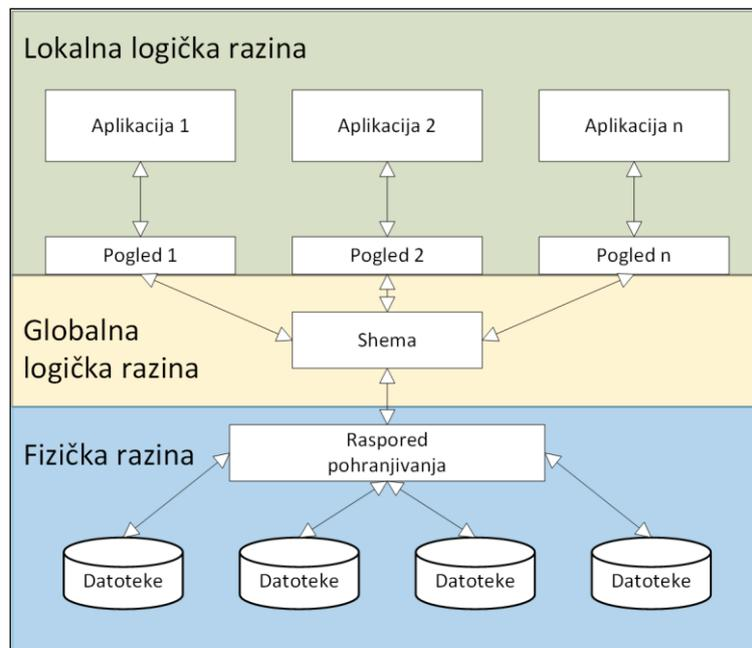 Lokalna logička razina
Aplikacija 1
Aplikacija 2
Aplikacija n
Pogled 1
Pogled 2
Pogled n
Globalna
logička razina
Shema
Fizička razina
Raspored
pohranjivanja
Datoteke
Datoteke
Datoteke
Datoteke